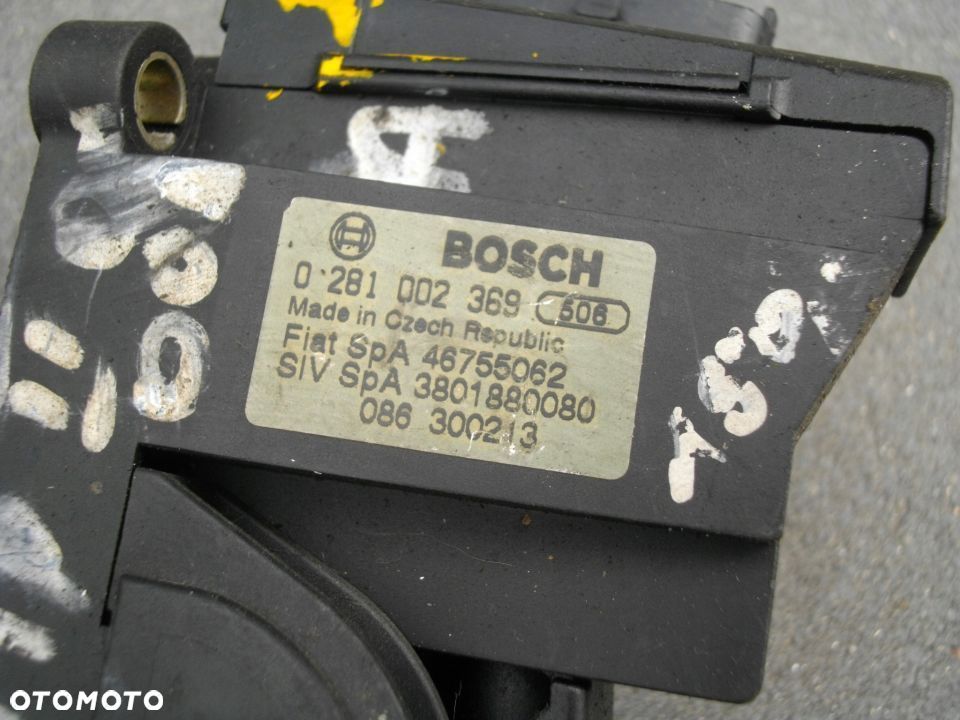 BOSCH
0 281 002 369 506
Made in Czech Republic
Fiat SpA 46755062
SIV SpA 3801880080
086 300213
150.-
OTOMOTO